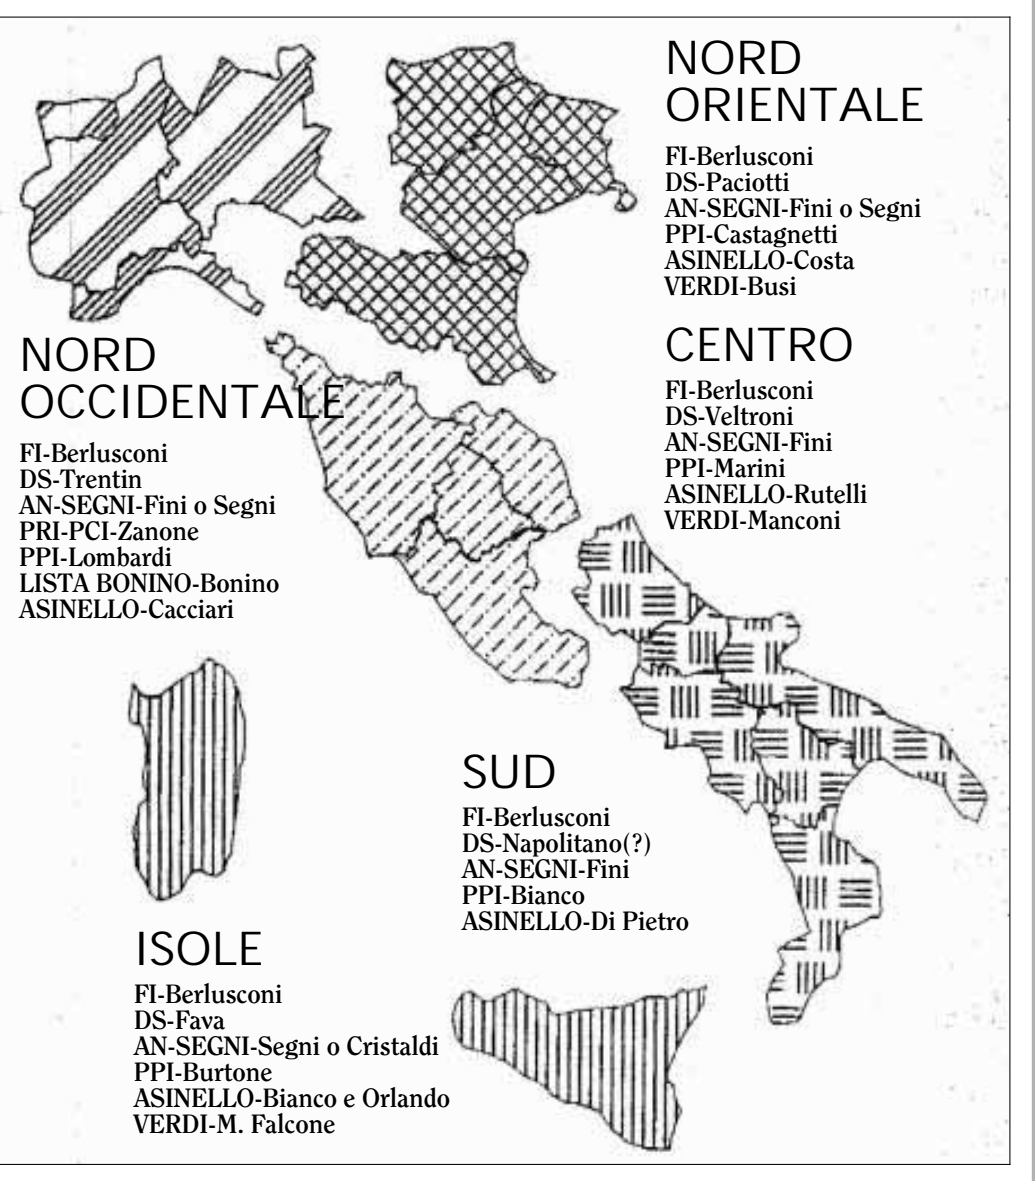 NORD
ORIENTALE
FI-Berlusconi
DS-Paciotti
AN-SEGNI-Fini o Segni
PPI-Castagnetti
ASINELLO-Costa
VERDI-Busi
CENTRO
FI-Berlusconi
DS-Veltroni
AN-SEGNI-Fini
PPI-Marini
ASINELLO-Rutelli
VERDI-Manconi
NORD
OCCIDENTALE
FI-Berlusconi
DS-Trentin
AN-SEGNI-Fini o Segni
PRI-PCI-Zanone
PPI-Lombardi
LISTA BONINO-Bonino
ASINELLO-Cacciari
SUD
FI-Berlusconi
DS-Napolitano(?)
AN-SEGNI-Fini
PPI-Bianco
ASINELLO-Di Pietro
ISOLE
FI-Berlusconi
DS-Fava
AN-SEGNI-Segni o Cristaldi
PPI-Burtone
ASINELLO-Bianco e Orlando
VERDI-M. Falcone